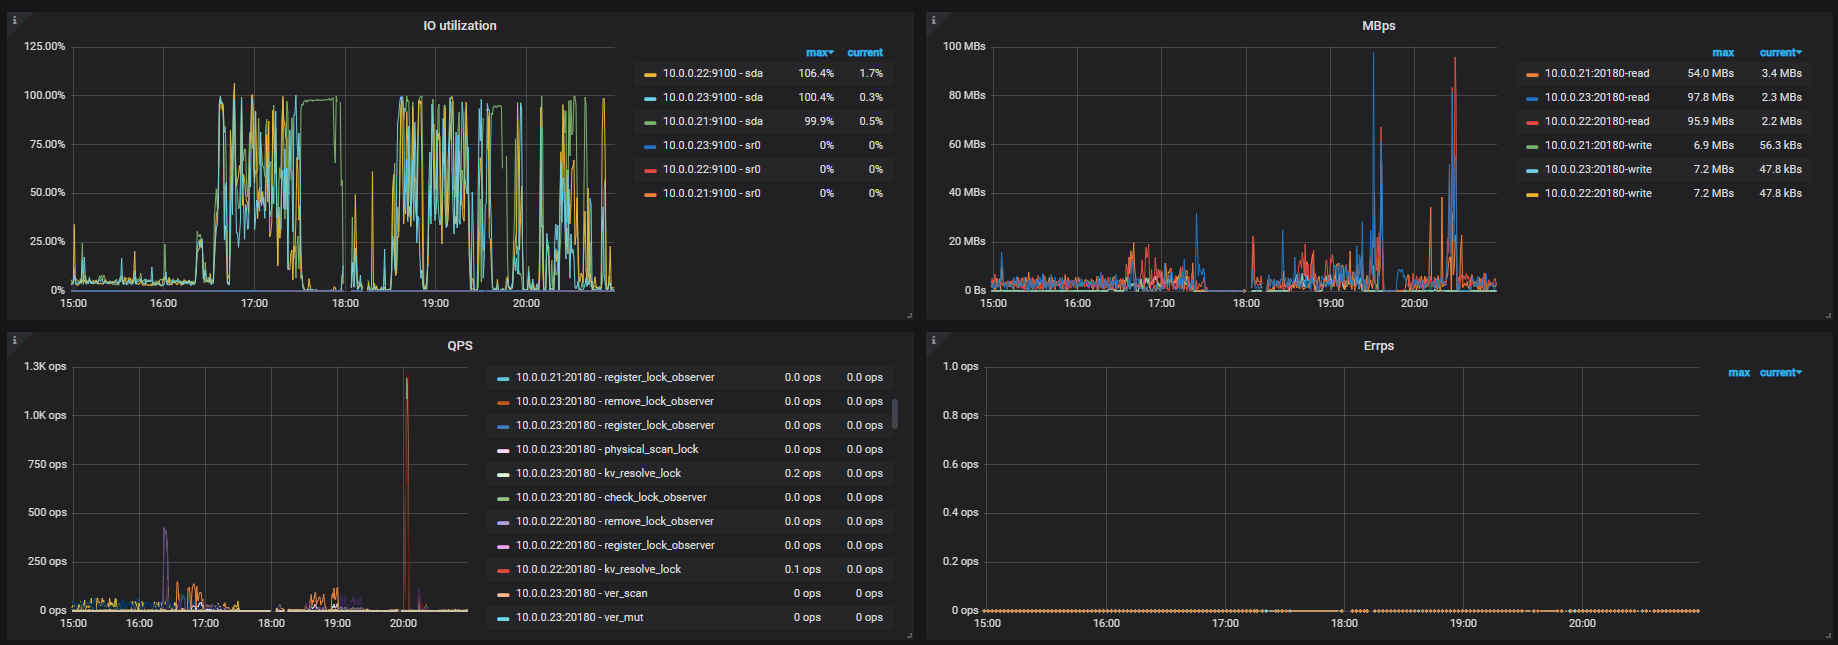 IO utilization
125.00%
100.00%
75.00%
50.00%
25.00%
0%
15:00 16:00 17:00 18:00 19:00 20:00
max current
10.0.0.22:9100 - sda 106.4% 1.7%
10.0.0.23:9100 - sda 100.4% 0.3%
10.0.0.21:9100 - sda 99.9% 0.5%
10.0.0.23:9100 - sr0 0% 0%
10.0.0.22:9100 - sr0 0% 0%
10.0.0.21:9100 - sr0 0% 0%
MBps
100 MBs
80 MBs
60 MBs
40 MBs
20 MBs
0 Bs
15:00 16:00 17:00 18:00 19:00 20:00
max current
10.0.0.21:20180-read 54.0 MBs 3.4 MBs
10.0.0.23:20180-read 97.8 MBs 2.3 MBs
10.0.0.22:20180-read 95.9 MBs 2.2 MBs
10.0.0.21:20180-write 6.9 MBs 56.3 kBs
10.0.0.23:20180-write 7.2 MBs 47.8 kBs
10.0.0.22:20180-write 7.2 MBs 47.8 kBs
QPS
1.3K ops
1.0K ops
750 ops
500 ops
250 ops
0 ops
15:00 16:00 17:00 18:00 19:00 20:00
10.0.0.21:20180 - register_lock_observer 0.0 ops 0.0 ops
10.0.0.23:20180 - remove_lock_observer 0.0 ops 0.0 ops
10.0.0.23:20180 - register_lock_observer 0.0 ops 0.0 ops
10.0.0.23:20180 - physical_scan_lock 0.0 ops 0.0 ops
10.0.0.23:20180 - kv_resolve_lock 0.2 ops 0.0 ops
10.0.0.23:20180 - check_lock_observer 0.0 ops 0.0 ops
10.0.0.22:20180 - remove_lock_observer 0.0 ops 0.0 ops
10.0.0.22:20180 - register_lock_observer 0.0 ops 0.0 ops
10.0.0.22:20180 - kv_resolve_lock 0.1 ops 0.0 ops
10.0.0.23:20180 - ver_scan 0 ops 0 ops
10.0.0.23:20180 - ver_mut 0 ops 0 ops
Errps
1.0 ops
0.8 ops
0.6 ops
0.4 ops
0.2 ops
0 ops
15:00 16:00 17:00 18:00 19:00 20:00
max current